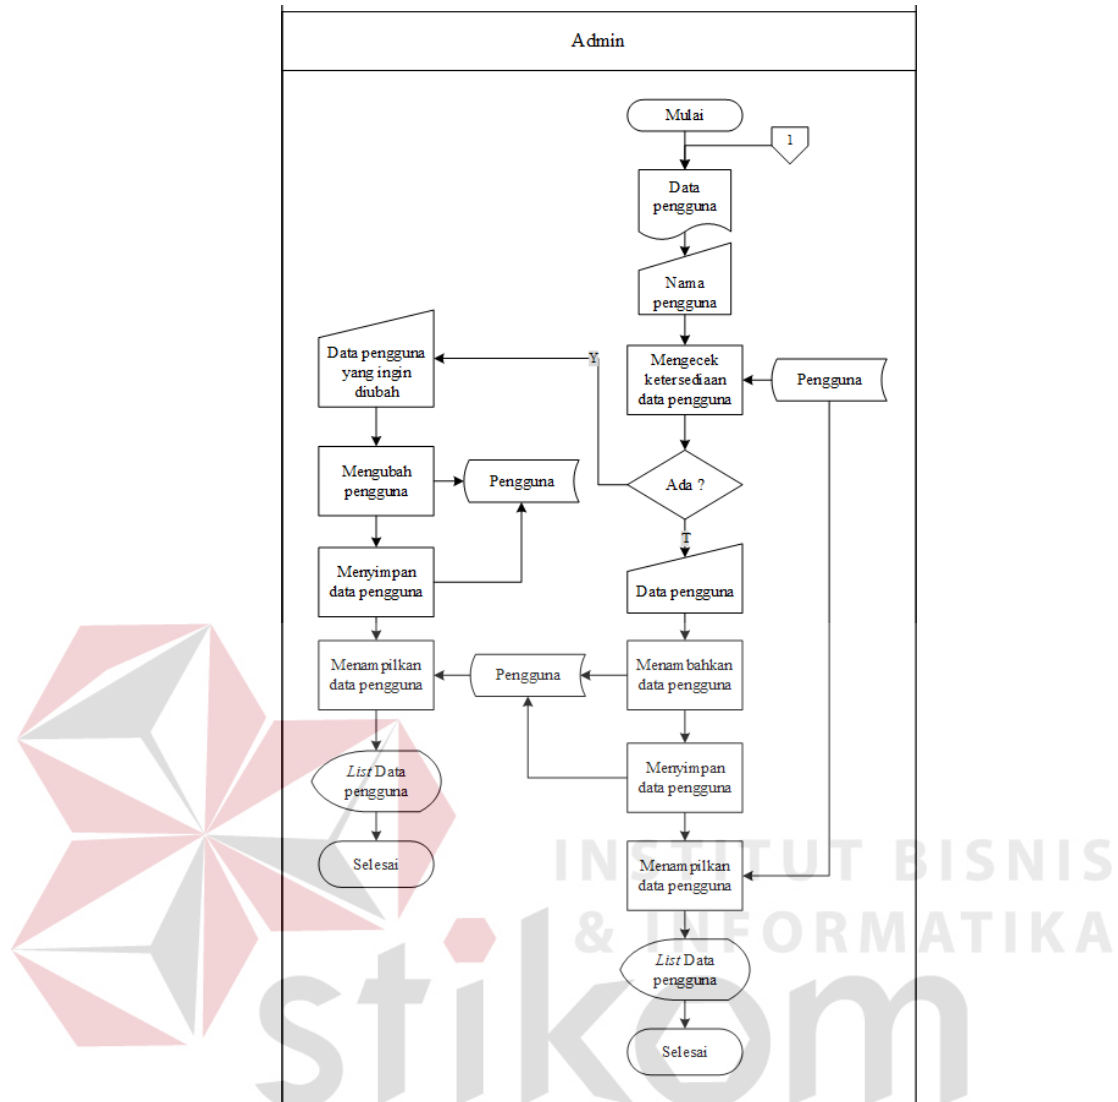 Admin
Mulai
1
Data
pengguna
Nama
pengguna
Mengecek
ketersediaan
data pengguna
Pengguna
Ada ?
Y
Data pengguna
yang ingin
diubah
Mengubah
pengguna
Pengguna
Menyimpan
data pengguna
Menampilkan
data pengguna
List Data
pengguna
Selesai
T
Data pengguna
Menambahkan
data pengguna
Pengguna
Menyimpan
data pengguna
Menampilkan
data pengguna
List Data
pengguna
Selesai
INSTITUT BISNIS
& INFORMATIKA
stikom